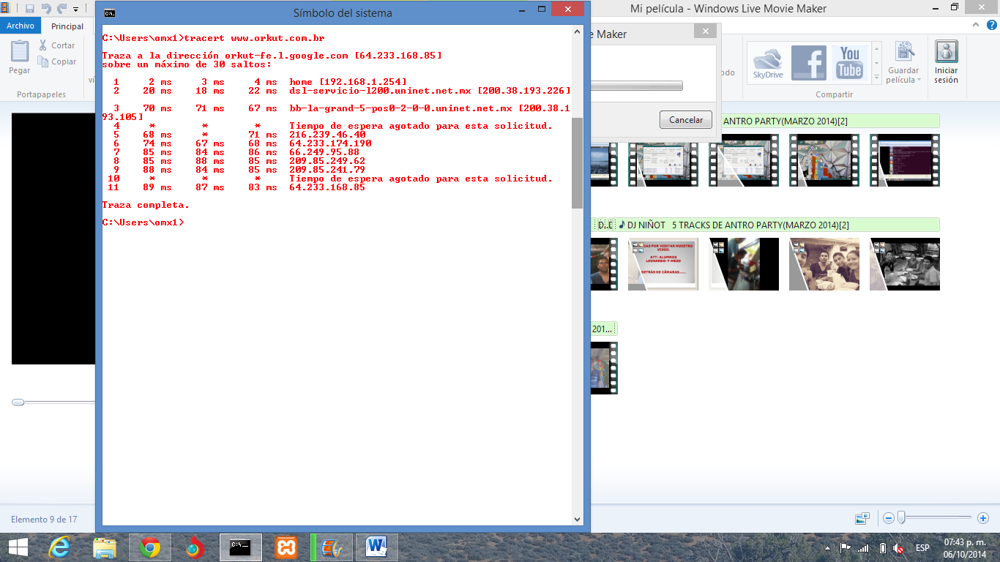 Símbolo del sistema
C:\Users\omx1>tracert www.orkut.com.br
Traza a la dirección orkut-fe.l.google.com [64.233.168.85]
sobre un máximo de 30 saltos:
1 2 ms 3 ms 4 ms home [192.168.1.254]
2 20 ms 18 ms 22 ms dsl-servicio-l200.uninet.net.mx [200.38.193.226]
3 70 ms 71 ms 67 ms bb-la-grand-5-pos0-2-0-0.uninet.net.mx [200.38.1
93.105]
4 * * * Tiempo de espera agotado para esta solicitud.
5 68 ms * 71 ms 216.239.46.40
6 74 ms 67 ms 68 ms 64.233.174.190
7 85 ms 84 ms 86 ms 66.249.95.88
8 85 ms 88 ms 85 ms 209.85.249.62
9 88 ms 84 ms 85 ms 209.85.241.79
10 * * * Tiempo de espera agotado para esta solicitud.
11 89 ms 87 ms 83 ms 64.233.168.85
Traza completa.
C:\Users\omx1>
Mi película - Windows Live Movie Maker
Archivo
Principal
Pegar
Cortar
Copiar
Portapapeles
e Maker
Cancelar
SkyDrive
You
Tube
Guardar
película
Iniciar
sesión
Compartir
ANTRO PARTY(MARZO 2014)[2]
DJ NIÑOT 5 TRACKS DE ANTRO PARTY(MARZO 2014)[2]
POR VISITAR NUESTRO
VIDEO.
ATT: ALUMNOS
LEONARDO-Y-MEZO
DETRÁS DE CÁMARAS......
201...
Elemento 9 de 17
ESP
07:43 p. m.
06/10/2014